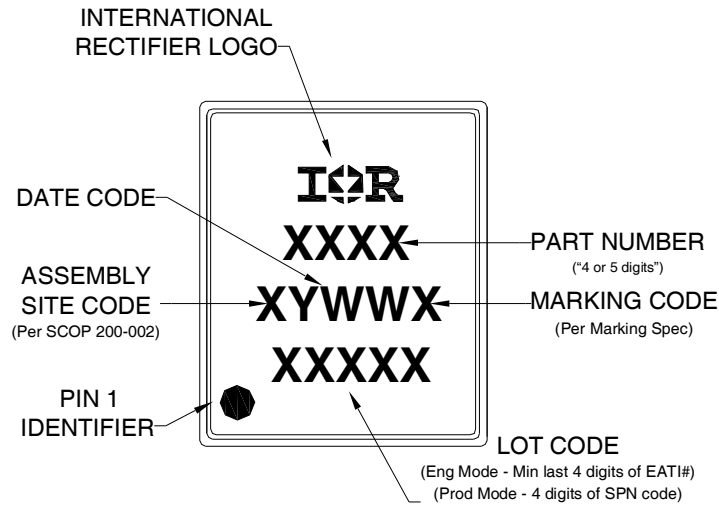 INTERNATIONAL
RECTIFIER LOGO
IOR
DATE CODE
XXXX
PART NUMBER
("4 or 5 digits")
ASSEMBLY
SITE CODE
(Per SCOP 200-002)
XYWWX
MARKING CODE
(Per Marking Spec)
XXXXX
PIN 1
IDENTIFIER
LOT CODE
(Eng Mode - Min last 4 digits of EATI#)
(Prod Mode - 4 digits of SPN code)